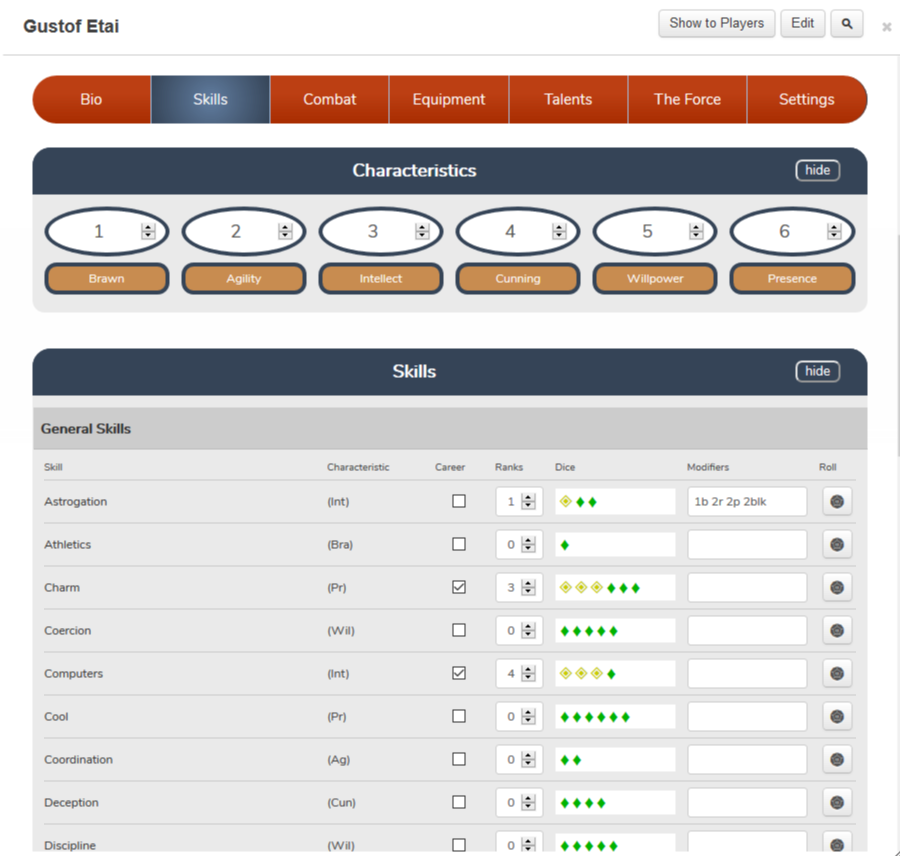 Gustof Etai
Show to Players Edit
Bio Skills Combat Equipment Talents The Force Settings
Characteristics hide
1 2 3 4 5 6
Brawn Agility Intellect Cunning Willpower Presence
Skills hide
General Skills
Skill Characteristic Career Ranks Dice Modifiers Roll
Astrogation (Int) 1 1b 2r 2p 2blk
Athletics (Bra) 0
Charm (Pr) 3
Coercion (Wil) 0
Computers (Int) 4
Cool (Pr) 0
Coordination (Ag) 0
Deception (Cun) 0
Discipline (Wil) 0